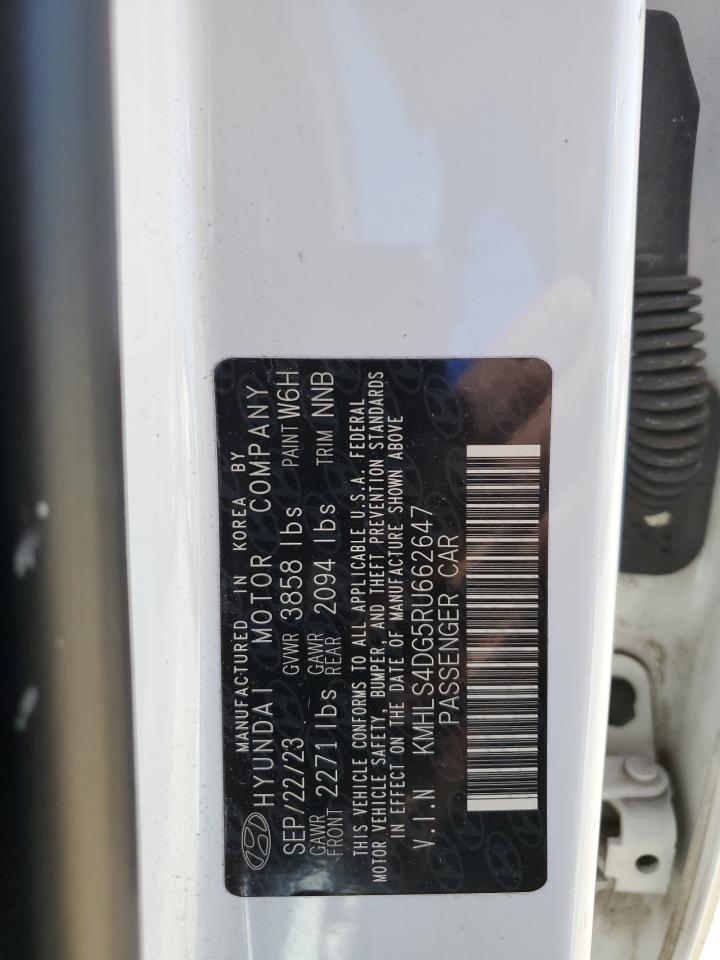 MANUFACTURED IN KOREA BY
HYUNDAI MOTOR COMPANY
SEP/22/23 GVWR 3858 lbs PAINT W6H
GAWR FRONT 2271 lbs GAWR REAR 2094 lbs TRIM NNB
THIS VEHICLE CONFORMS TO ALL APPLICABLE U.S.A. FEDERAL
MOTOR VEHICLE SAFETY, BUMPER, AND THEFT PREVENTION STANDARDS
IN EFFECT ON THE DATE OF MANUFACTURE SHOWN ABOVE
V.I.N KMHLS4DG5RU662647
PASSENGER CAR